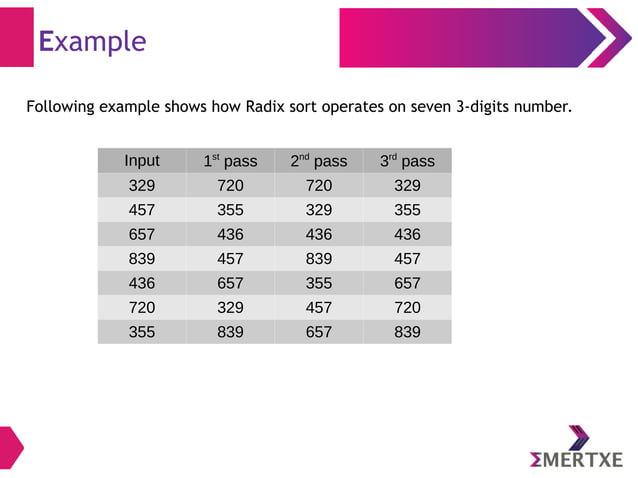 Example
Following example shows how Radix sort operates on seven 3-digits number.
Input 1st pass 2nd pass 3rd pass
329 720 720 329
457 355 329 355
657 436 436 436
839 457 839 457
436 657 355 657
720 329 457 720
355 839 657 839
EMERTXE